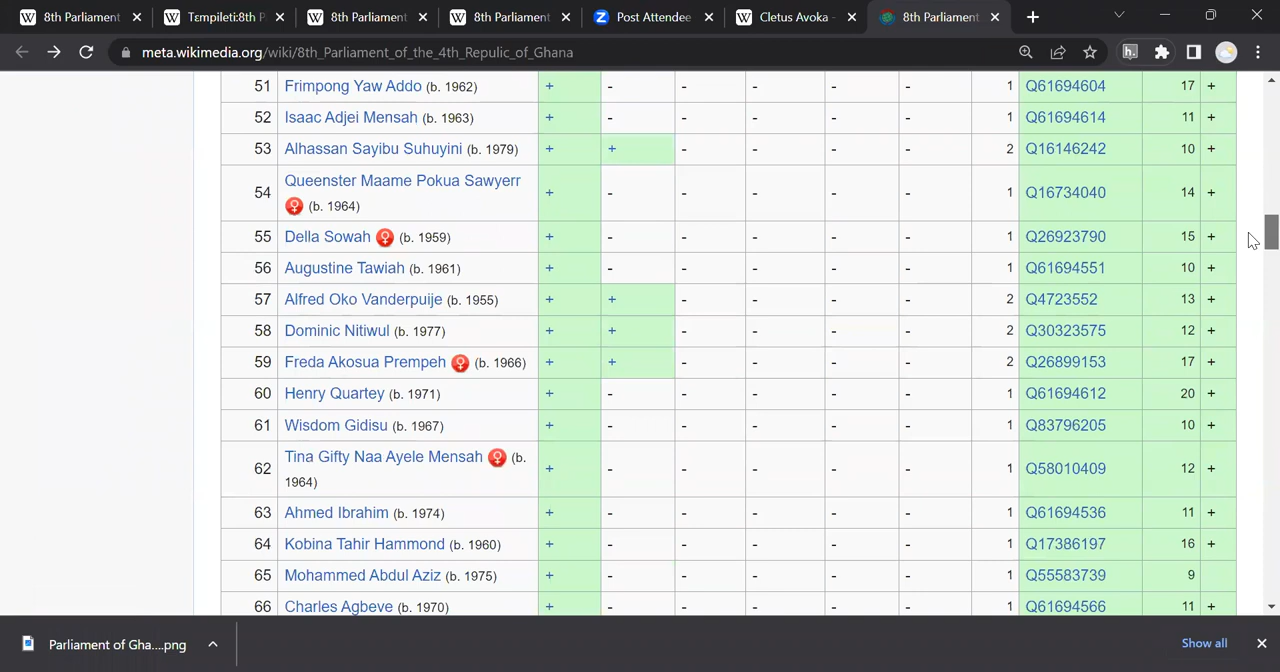 8th Parliament
Tɛmpileti:8th P
8th Parliament
8th Parliament
Post Attendee
Cletus Avoka -
8th Parliament
meta.wikimedia.org/wiki/8th_Parliament_of_the_4th_Repulic_of_Ghana
51 Frimpong Yaw Addo (b. 1962) + - - - - - 1 Q61694604 17 +
52 Isaac Adjei Mensah (b. 1963) + - - - - - 1 Q61694614 11 +
53 Alhassan Sayibu Suhuyini (b. 1979) + + - - - - 2 Q16146242 10 +
54 Queenster Maame Pokua Sawyerr
(b. 1964) + - - - - - 1 Q16734040 14 +
55 Della Sowah (b. 1959) + - - - - - 1 Q26923790 15 +
56 Augustine Tawiah (b. 1961) + - - - - - 1 Q61694551 10 +
57 Alfred Oko Vanderpuije (b. 1955) + + - - - - 2 Q4723552 13 +
58 Dominic Nitiwul (b. 1977) + + - - - - 2 Q30323575 12 +
59 Freda Akosua Prempeh (b. 1966) + + - - - - 2 Q26899153 17 +
60 Henry Quartey (b. 1971) + - - - - - 1 Q61694612 20 +
61 Wisdom Gidisu (b. 1967) + - - - - - 1 Q83796205 10 +
62 Tina Gifty Naa Ayele Mensah (b.
1964) + - - - - - 1 Q58010409 12 +
63 Ahmed Ibrahim (b. 1974) + - - - - - 1 Q61694536 11 +
64 Kobina Tahir Hammond (b. 1960) + - - - - - 1 Q17386197 16 +
65 Mohammed Abdul Aziz (b. 1975) + - - - - - 1 Q55583739 9
66 Charles Agbeve (b. 1970) + - - - - - 1 Q61694566 11 +
Parliament of Gha....png
Show all